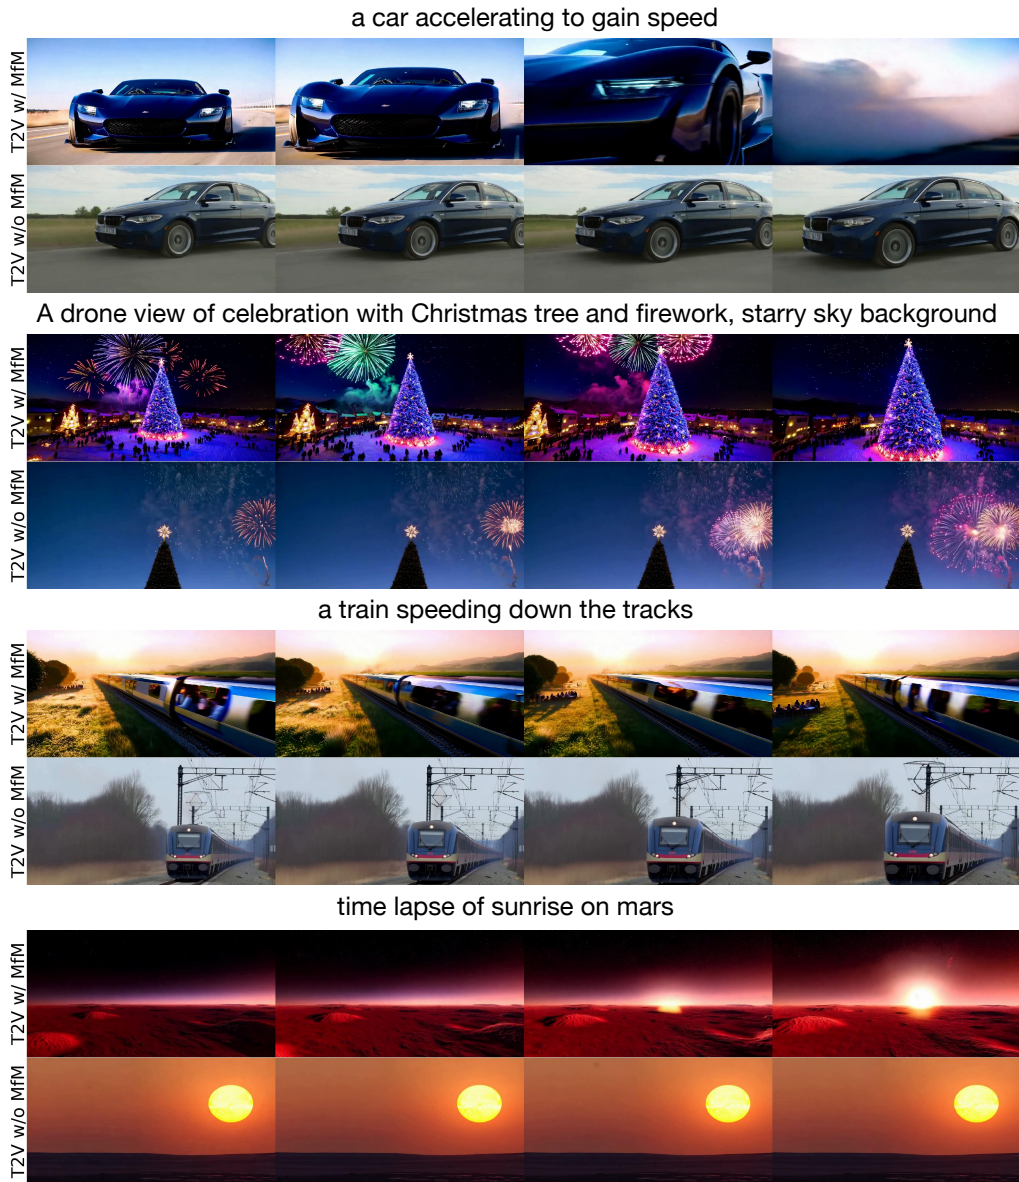 a car accelerating to gain speed
T2V w/ MfM
T2V w/o MfM
A drone view of celebration with Christmas tree and firework, starry sky background
T2V w/ MfM
T2V w/o MfM
a train speeding down the tracks
T2V w/ MfM
T2V w/o MfM
time lapse of sunrise on mars
T2V w/ MfM
T2V w/o MfM